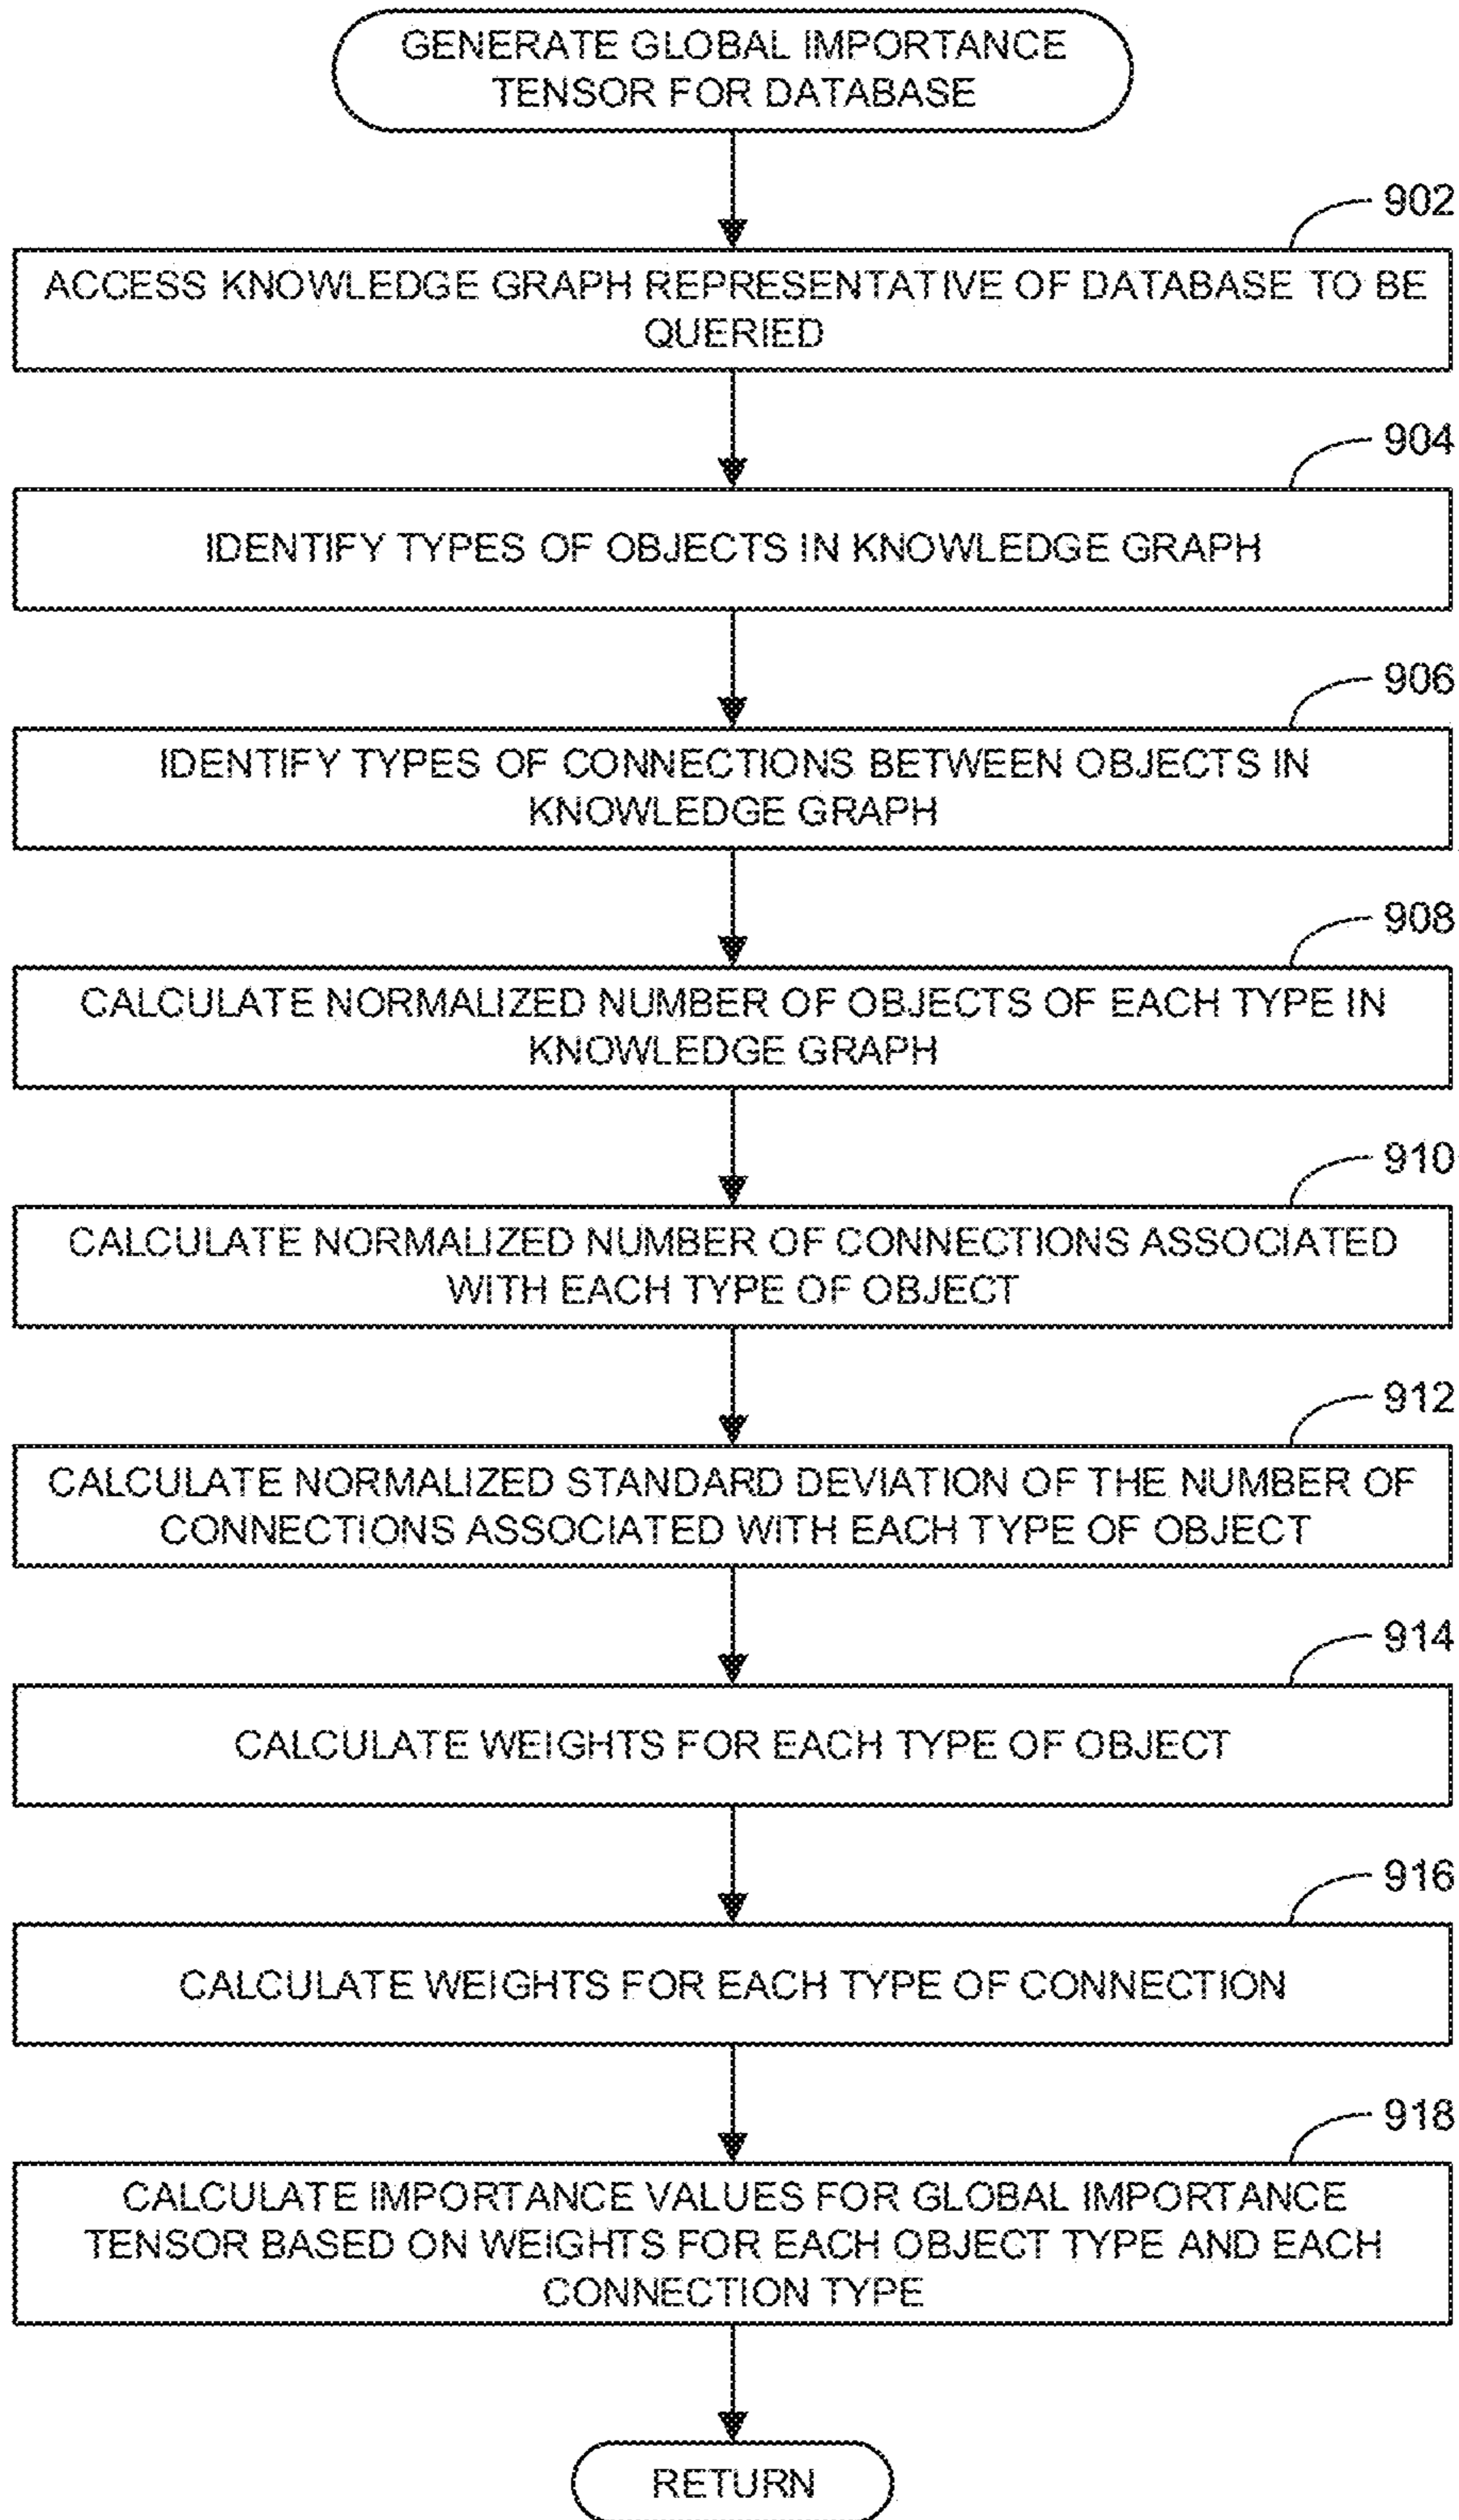 GENERATE GLOBAL IMPORTANCE
TENSOR FOR DATABASE
902
ACCESS KNOWLEDGE GRAPH REPRESENTATIVE OF DATABASE TO BE
QUERIED
904
IDENTIFY TYPES OF OBJECTS IN KNOWLEDGE GRAPH
906
IDENTIFY TYPES OF CONNECTIONS BETWEEN OBJECTS IN
KNOWLEDGE GRAPH
908
CALCULATE NORMALIZED NUMBER OF OBJECTS OF EACH TYPE IN
KNOWLEDGE GRAPH
910
CALCULATE NORMALIZED NUMBER OF CONNECTIONS ASSOCIATED
WITH EACH TYPE OF OBJECT
912
CALCULATE NORMALIZED STANDARD DEVIATION OF THE NUMBER OF
CONNECTIONS ASSOCIATED WITH EACH TYPE OF OBJECT
914
CALCULATE WEIGHTS FOR EACH TYPE OF OBJECT
916
CALCULATE WEIGHTS FOR EACH TYPE OF CONNECTION
918
CALCULATE IMPORTANCE VALUES FOR GLOBAL IMPORTANCE
TENSOR BASED ON WEIGHTS FOR EACH OBJECT TYPE AND EACH
CONNECTION TYPE
RETURN